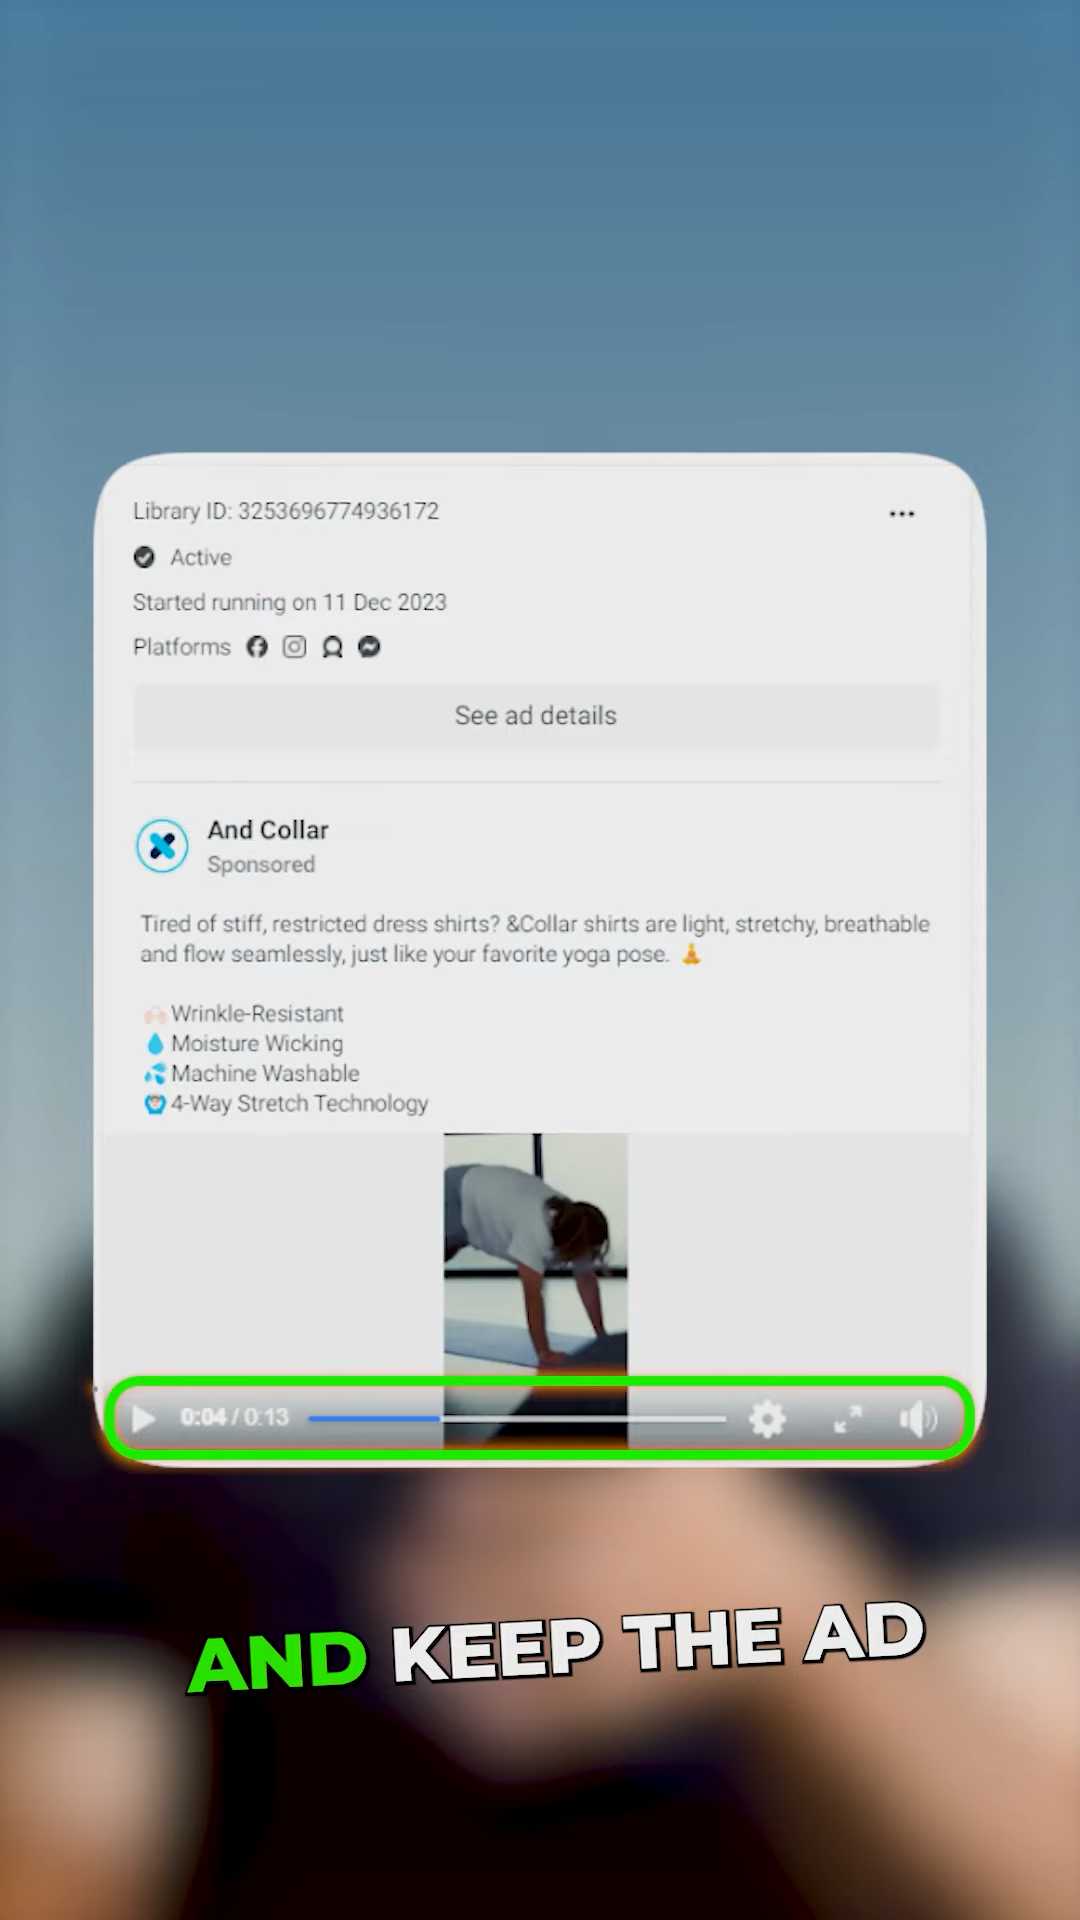 Library ID: 3253696774936172
Active
Started running on 11 Dec 2023
Platforms
See ad details
And Collar
Sponsored
Tired of stiff, restricted dress shirts? &Collar shirts are light, stretchy, breathable
and flow seamlessly, just like your favorite yoga pose. 🧘
🙌🏻 Wrinkle-Resistant
💧 Moisture Wicking
💦 Machine Washable
🙆🏻‍♂️ 4-Way Stretch Technology
0:04 / 0:13
AND KEEP THE AD